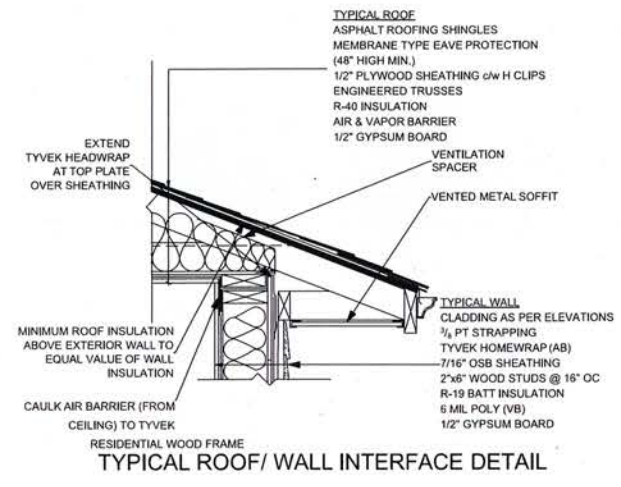 TYPICAL ROOF
ASPHALT ROOFING SHINGLES
MEMBRANE TYPE EAVE PROTECTION
(48" HIGH MIN.)
1/2" PLYWOOD SHEATHING c/w H CLIPS
ENGINEERED TRUSSES
R-40 INSULATION
AIR & VAPOR BARRIER
1/2" GYPSUM BOARD
EXTEND
TYVEK HEADWRAP
AT TOP PLATE
OVER SHEATHING
VENTILATION
SPACER
VENTED METAL SOFFIT
MINIMUM ROOF INSULATION
ABOVE EXTERIOR WALL TO
EQUAL VALUE OF WALL
INSULATION
CAULK AIR BARRIER (FROM
CEILING) TO TYVEK
RESIDENTIAL WOOD FRAME
TYPICAL WALL
CLADDING AS PER ELEVATIONS
3/8 PT STRAPPING
TYVEK HOMEWRAP (AB)
7/16" OSB SHEATHING
2"x6" WOOD STUDS @ 16" OC
R-19 BATT INSULATION
6 MIL POLY (VB)
1/2" GYPSUM BOARD
TYPICAL ROOF/ WALL INTERFACE DETAIL